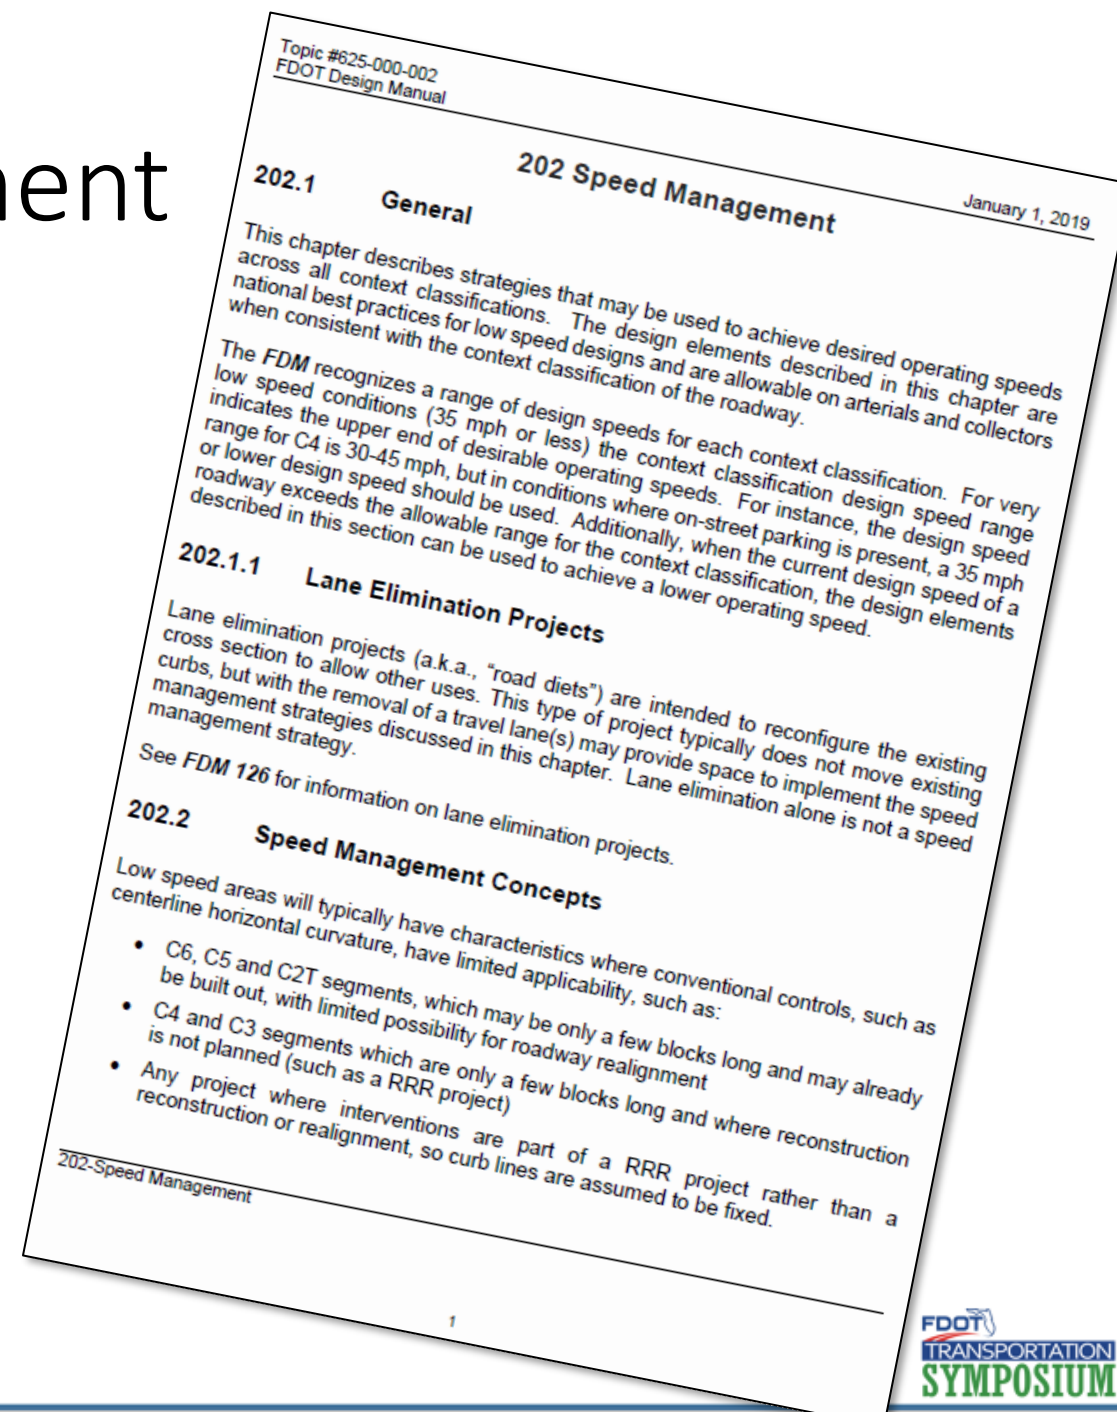 ment
Topic #625-000-002
FDOT Design Manual
January 1, 2019
202 Speed Management
202.1 General
This chapter describes strategies that may be used to achieve desired operating speeds
across all context classifications. The design elements described in this chapter are
national best practices for low speed designs and are allowable on arterials and collectors
when consistent with the context classification of the roadway.
The FDM recognizes a range of design speeds for each context classification. For very
low speed conditions (35 mph or less) the context classification design speed range
indicates the upper end of desirable operating speeds. For instance, the design speed
range for C4 is 30-45 mph, but in conditions where on-street parking is present, a 35 mph
or lower design speed should be used. Additionally, when the current design speed of a
roadway exceeds the allowable range for the context classification, the design elements
described in this section can be used to achieve a lower operating speed.
202.1.1 Lane Elimination Projects
Lane elimination projects (a.k.a., “road diets”) are intended to reconfigure the existing
cross section to allow other uses. This type of project typically does not move existing
curbs, but with the removal of a travel lane(s) may provide space to implement the speed
management strategies discussed in this chapter. Lane elimination alone is not a speed
management strategy.
See FDM 126 for information on lane elimination projects.
202.2 Speed Management Concepts
Low speed areas will typically have characteristics where conventional controls, such as
centerline horizontal curvature, have limited applicability, such as:
• C6, C5 and C2T segments, which may be only a few blocks long and may already
be built out, with limited possibility for roadway realignment
• C4 and C3 segments which are only a few blocks long and where reconstruction
is not planned (such as a RRR project)
• Any project where interventions are part of a RRR project rather than a
reconstruction or realignment, so curb lines are assumed to be fixed.
202-Speed Management
1
FDOT
TRANSPORTATION
SYMPOSIUM